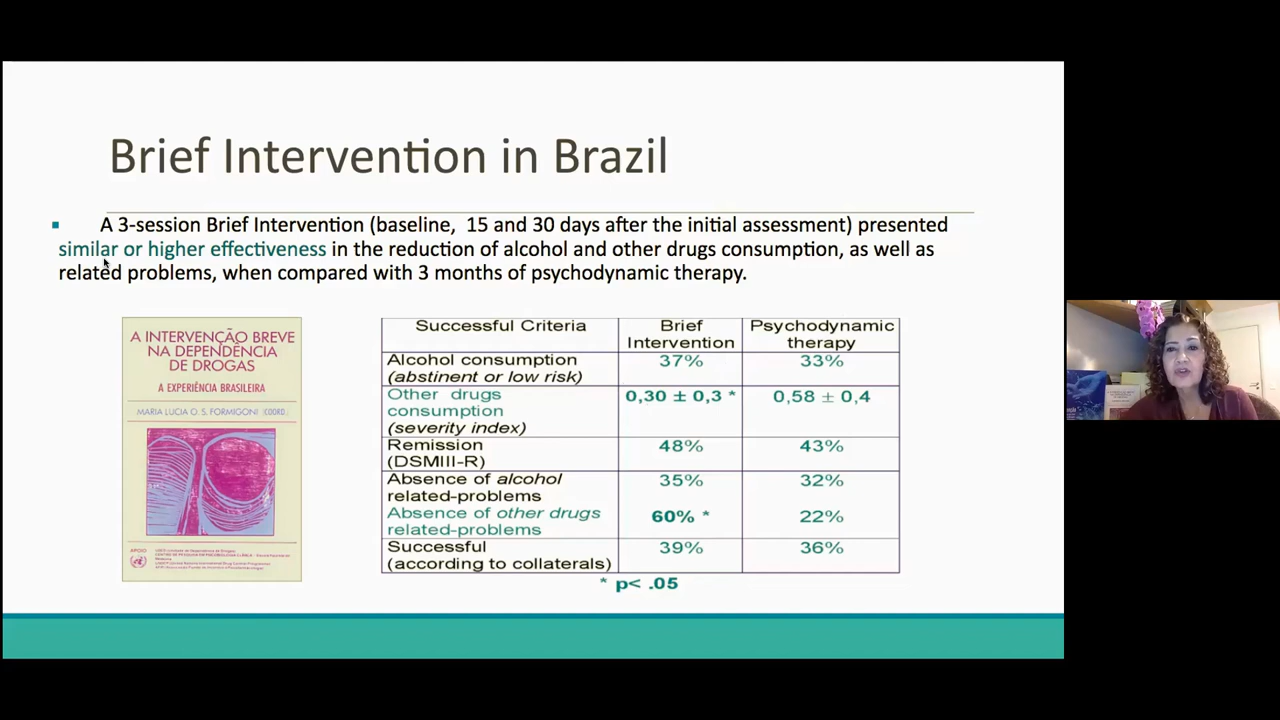 Brief Intervention in Brazil
A 3-session Brief Intervention (baseline, 15 and 30 days after the initial assessment) presented
similar or higher effectiveness in the reduction of alcohol and other drugs consumption, as well as
related problems, when compared with 3 months of psychodynamic therapy.
A INTERVENÇÃO BREVE
NA DEPENDÊNCIA
DE DROGAS
A EXPERIÊNCIA BRASILEIRA
MARIA LUCIA O. S. FORMIGONI (COORD.)
APOIO
Successful Criteria Brief Intervention Psychodynamic therapy
Alcohol consumption (abstinent or low risk) 37% 33%
Other drugs consumption (severity index) 0,30 ± 0,3 * 0,58 ± 0,4
Remission (DSMIII-R) 48% 43%
Absence of alcohol related-problems 35% 32%
Absence of other drugs related-problems 60% * 22%
Successful (according to collaterals) 39% 36%
* p< .05